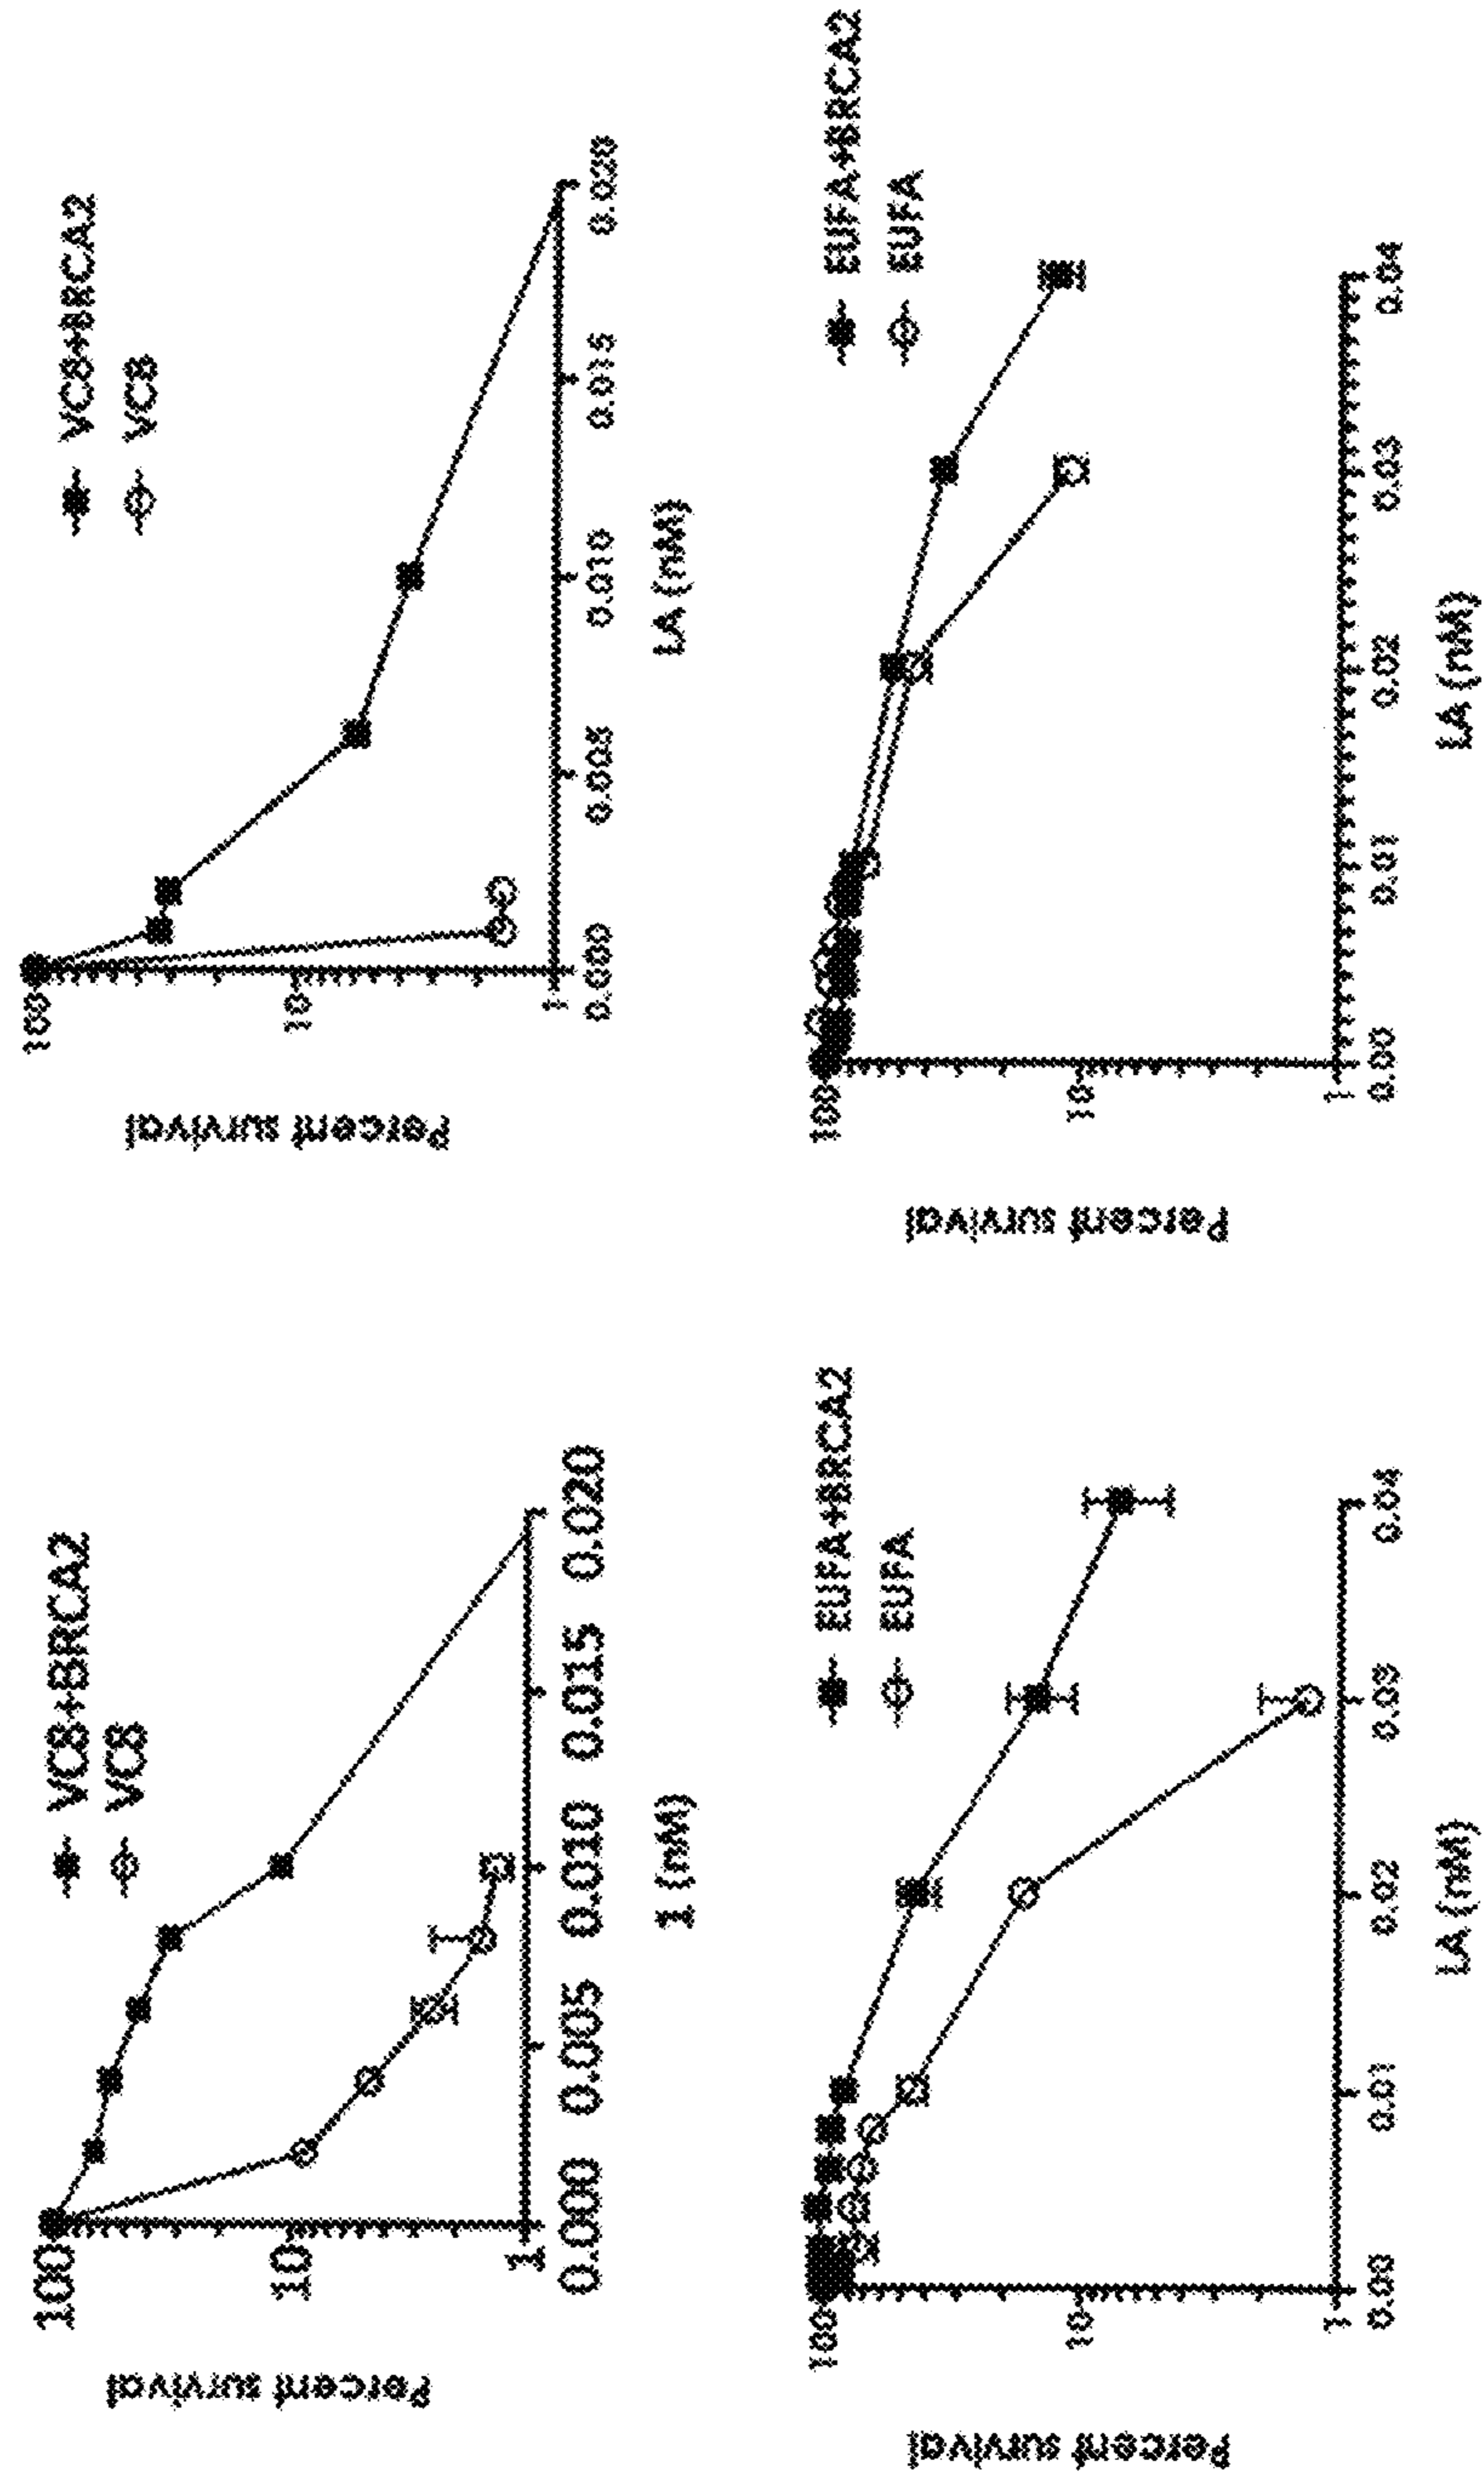 Percent survival
100
10
1
0.000 0.005 0.010 0.015 0.020
1 (nM)
VC8+BRCA2
VC8
Percent survival
100
10
1
0.000 0.005 0.010 0.015 0.020
LA (nM)
VC8+BRCA2
VC8
Percent survival
100
10
1
0.00 0.01 0.02 0.03 0.04
LA (nM)
EUFA+BRCA2
EUFA
Percent survival
100
10
1
0.00 0.01 0.02 0.03 0.04
LA (nM)
EUFA+BRCA2
EUFA